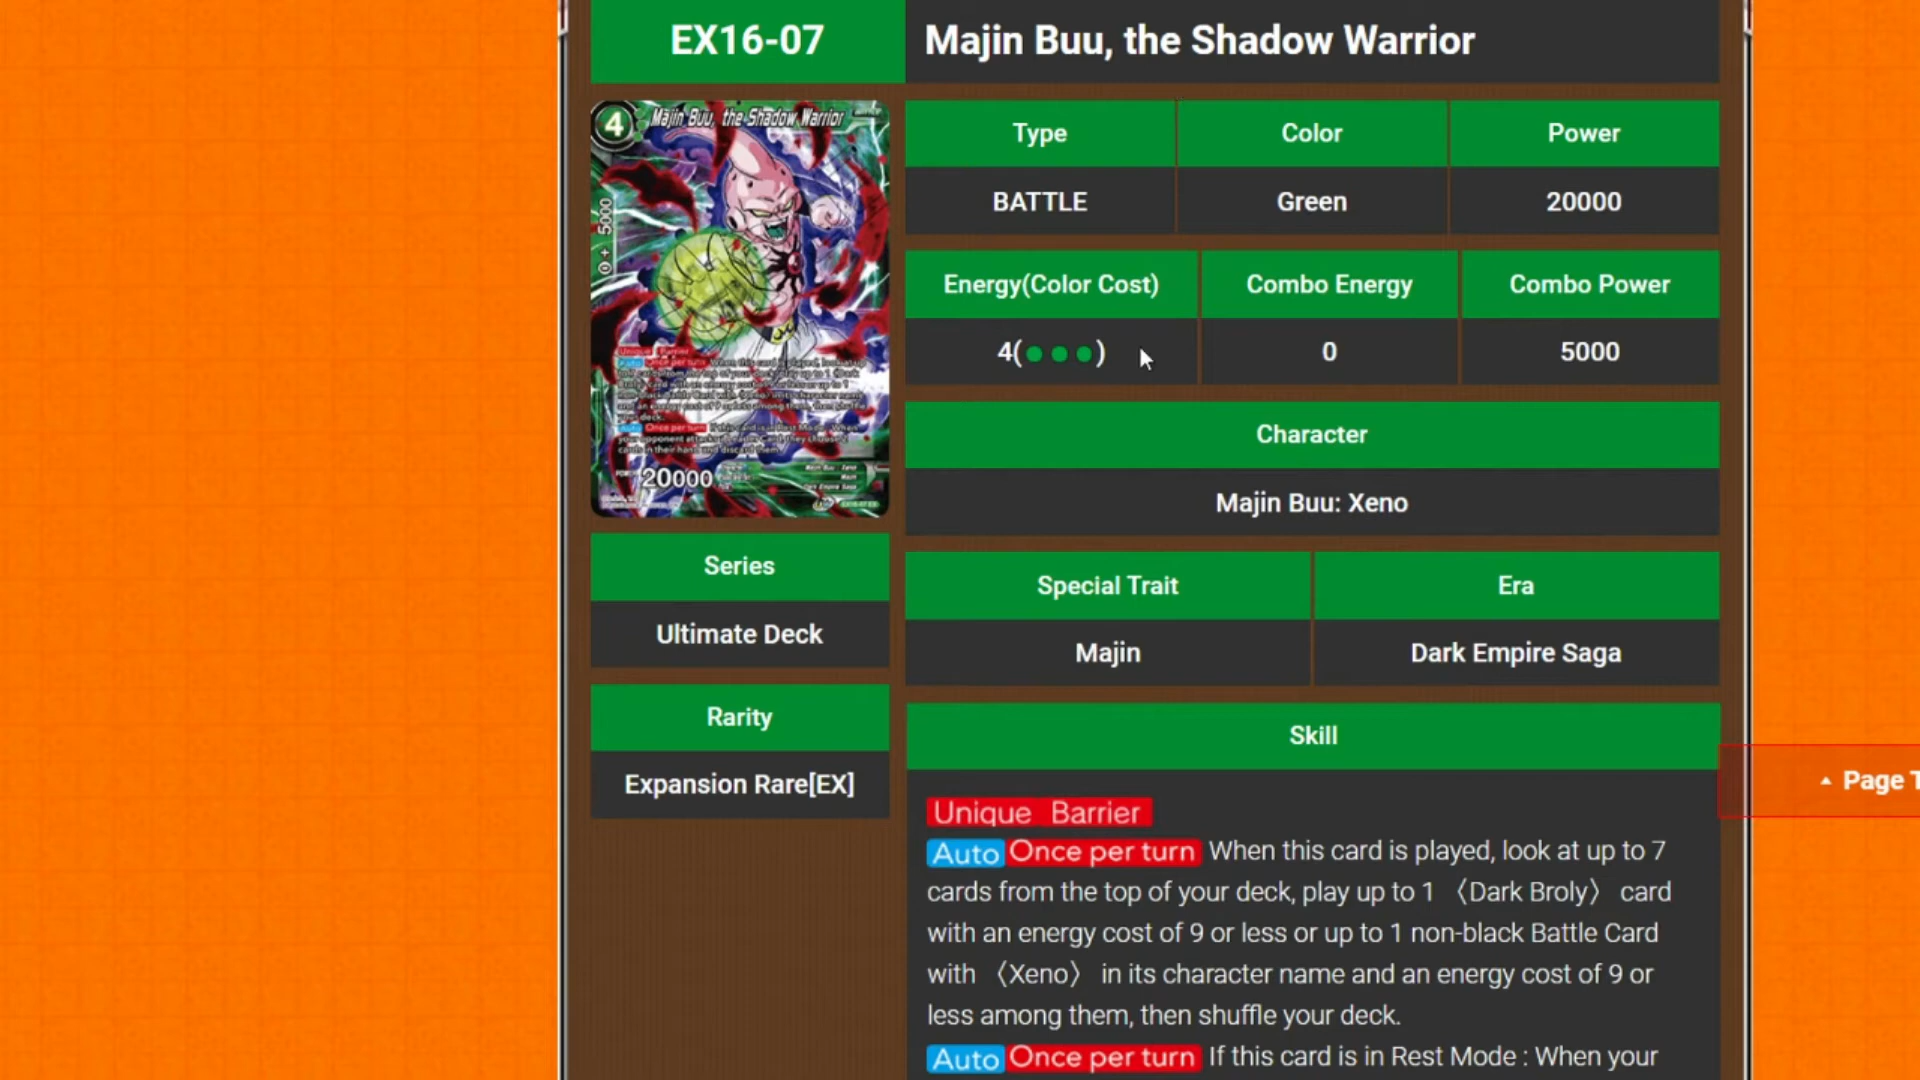 EX16-07
Majin Buu, the Shadow Warrior
4
Majin Buu, the Shadow Warrior
0 + 5000
Unique Barrier
20000
Type
Color
Power
BATTLE
Green
20000
Energy(Color Cost)
Combo Energy
Combo Power
4(●●●)
0
5000
Character
Majin Buu: Xeno
Series
Special Trait
Era
Ultimate Deck
Majin
Dark Empire Saga
Rarity
Expansion Rare[EX]
Skill
Unique Barrier
Auto Once per turn When this card is played, look at up to 7
cards from the top of your deck, play up to 1 〈Dark Broly〉 card
with an energy cost of 9 or less or up to 1 non-black Battle Card
with 〈Xeno〉 in its character name and an energy cost of 9 or
less among them, then shuffle your deck.
Auto Once per turn If this card is in Rest Mode : When your
Page